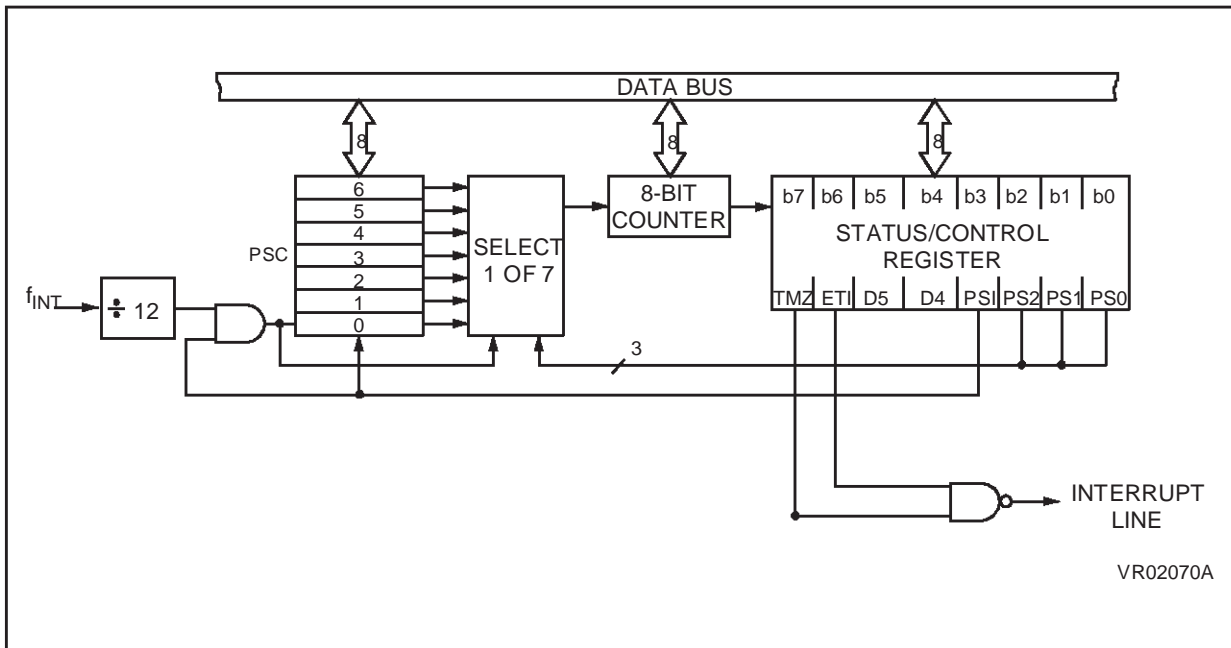 DATA BUS
8
8
8
6
5
4
3
2
1
0
PSC
SELECT
1 OF 7
8-BIT
COUNTER
b7 b6 b5 b4 b3 b2 b1 b0
STATUS/CONTROL
REGISTER
TMZ ETI D5 D4 PSI PS2 PS1 PS0
fINT
÷ 12
3
INTERRUPT
LINE
VR02070A